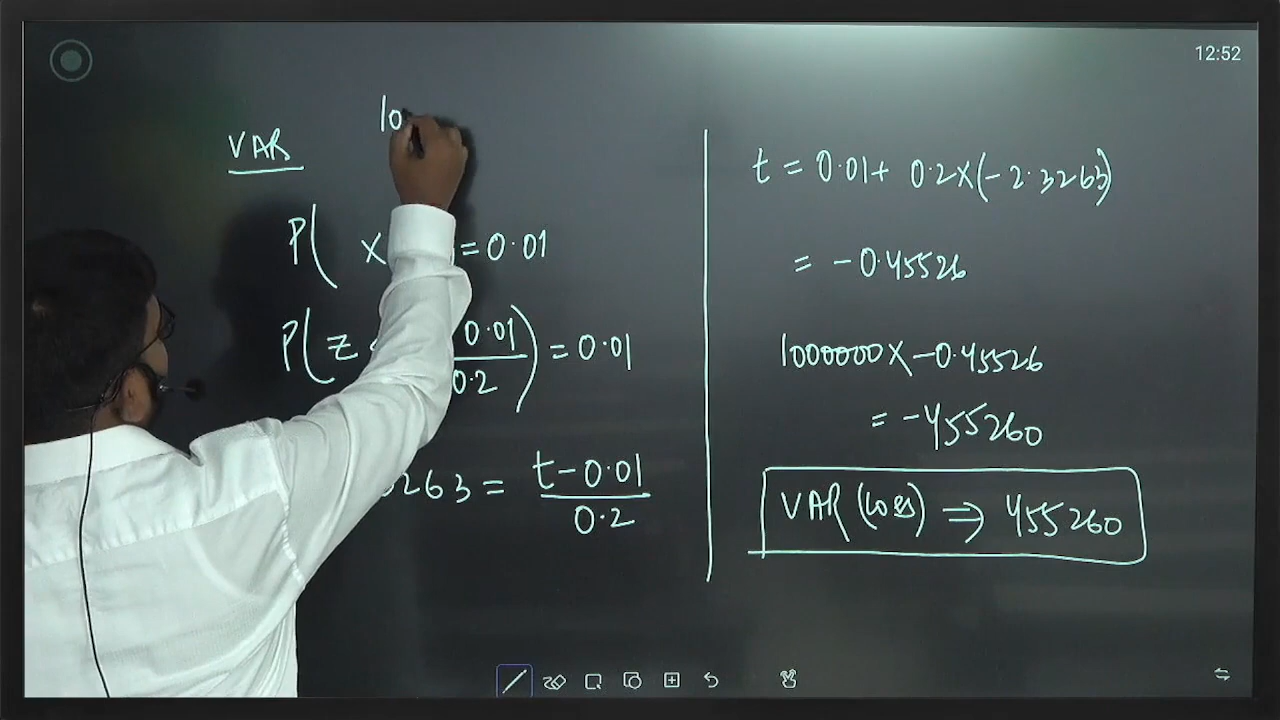 12:52
lo
VAR
P( X = 0.01
P( Z 0.01 / 0.2 ) = 0.01
263 = t - 0.01 / 0.2
t = 0.01 + 0.2 X (-2.3263)
= -0.45526
1000000 X -0.45526
= -455260
VAR (loss) ⇒ 455260